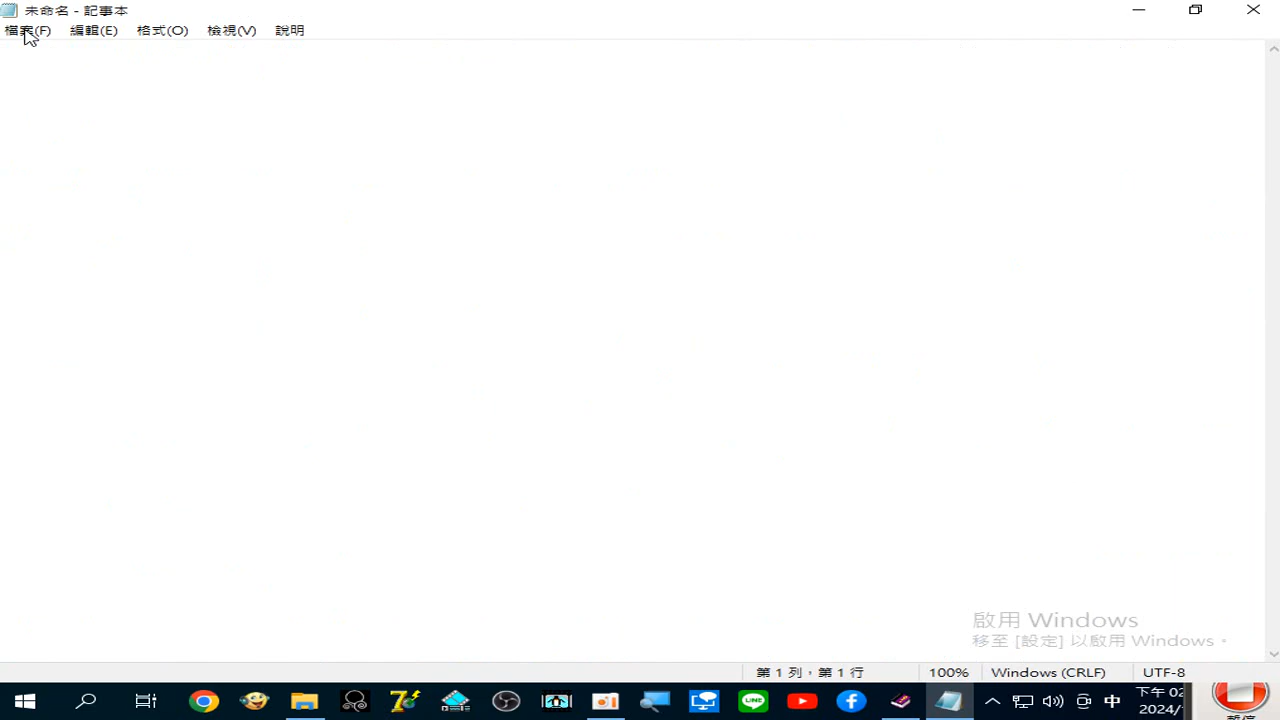 未命名 - 記事本
檔案(F) 編輯(E) 格式(O) 檢視(V) 說明
啟用 Windows
移至 [設定] 以啟用 Windows。
第 1 列，第 1 行 100% Windows (CRLF) UTF-8
LINE 中 下午 02
2024/